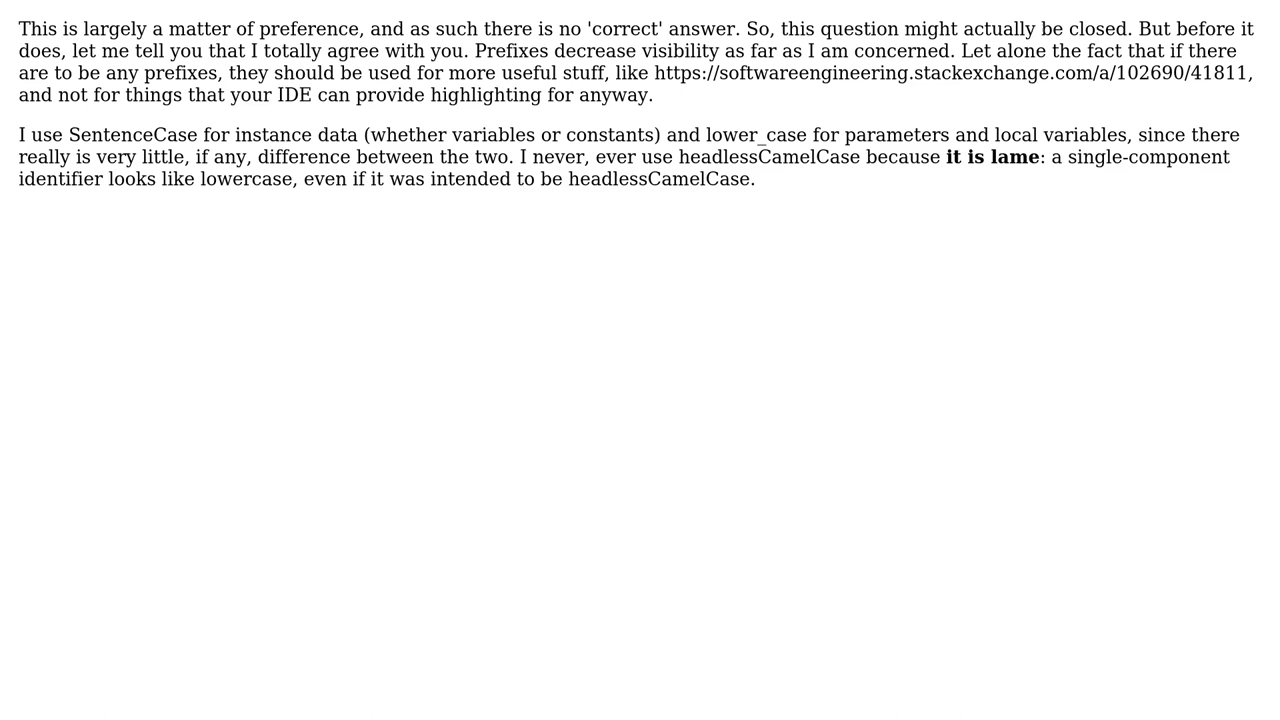 This is largely a matter of preference, and as such there is no 'correct' answer. So, this question might actually be closed. But before it
does, let me tell you that I totally agree with you. Prefixes decrease visibility as far as I am concerned. Let alone the fact that if there
are to be any prefixes, they should be used for more useful stuff, like https://softwareengineering.stackexchange.com/a/102690/41811,
and not for things that your IDE can provide highlighting for anyway.
I use SentenceCase for instance data (whether variables or constants) and lower_case for parameters and local variables, since there
really is very little, if any, difference between the two. I never, ever use headlessCamelCase because it is lame: a single-component
identifier looks like lowercase, even if it was intended to be headlessCamelCase.